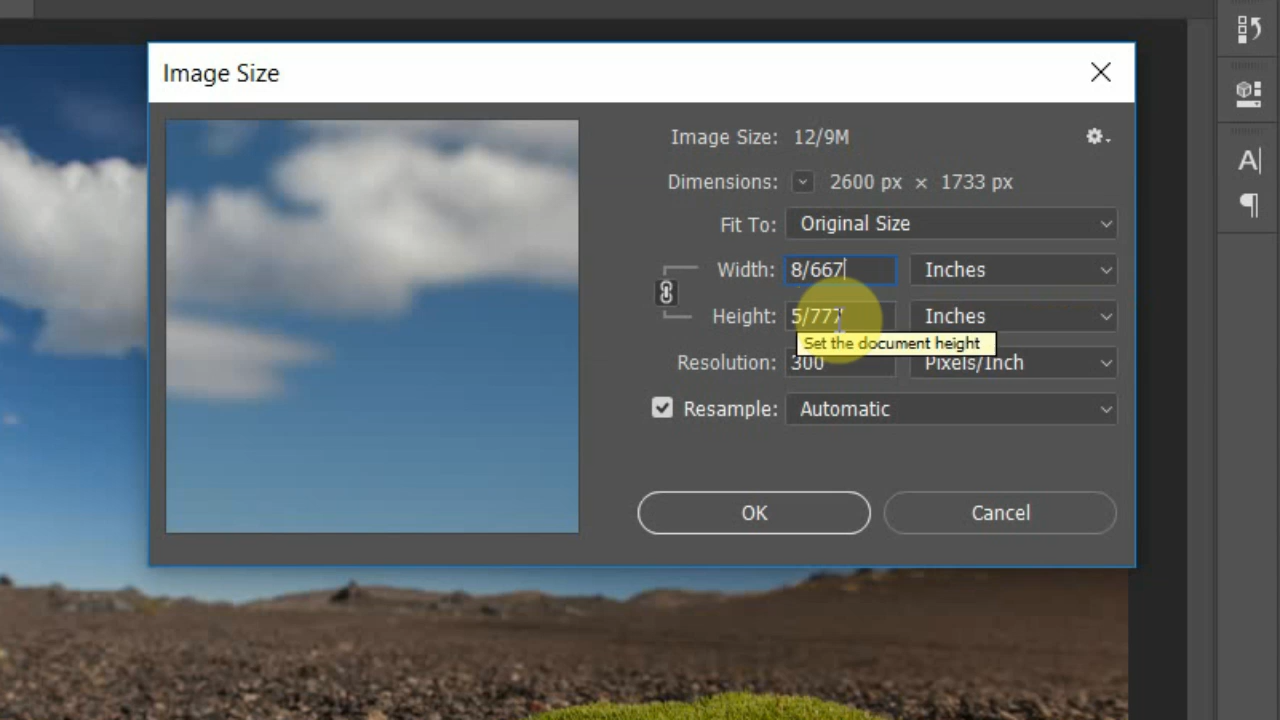 Image Size
Image Size: 12/9M
Dimensions: 2600 px × 1733 px
Fit To: Original Size
Width: 8/667 Inches
Height: 5/777 Inches
Set the document height
Resolution: 300 Pixels/Inch
Resample: Automatic
OK Cancel
A
¶